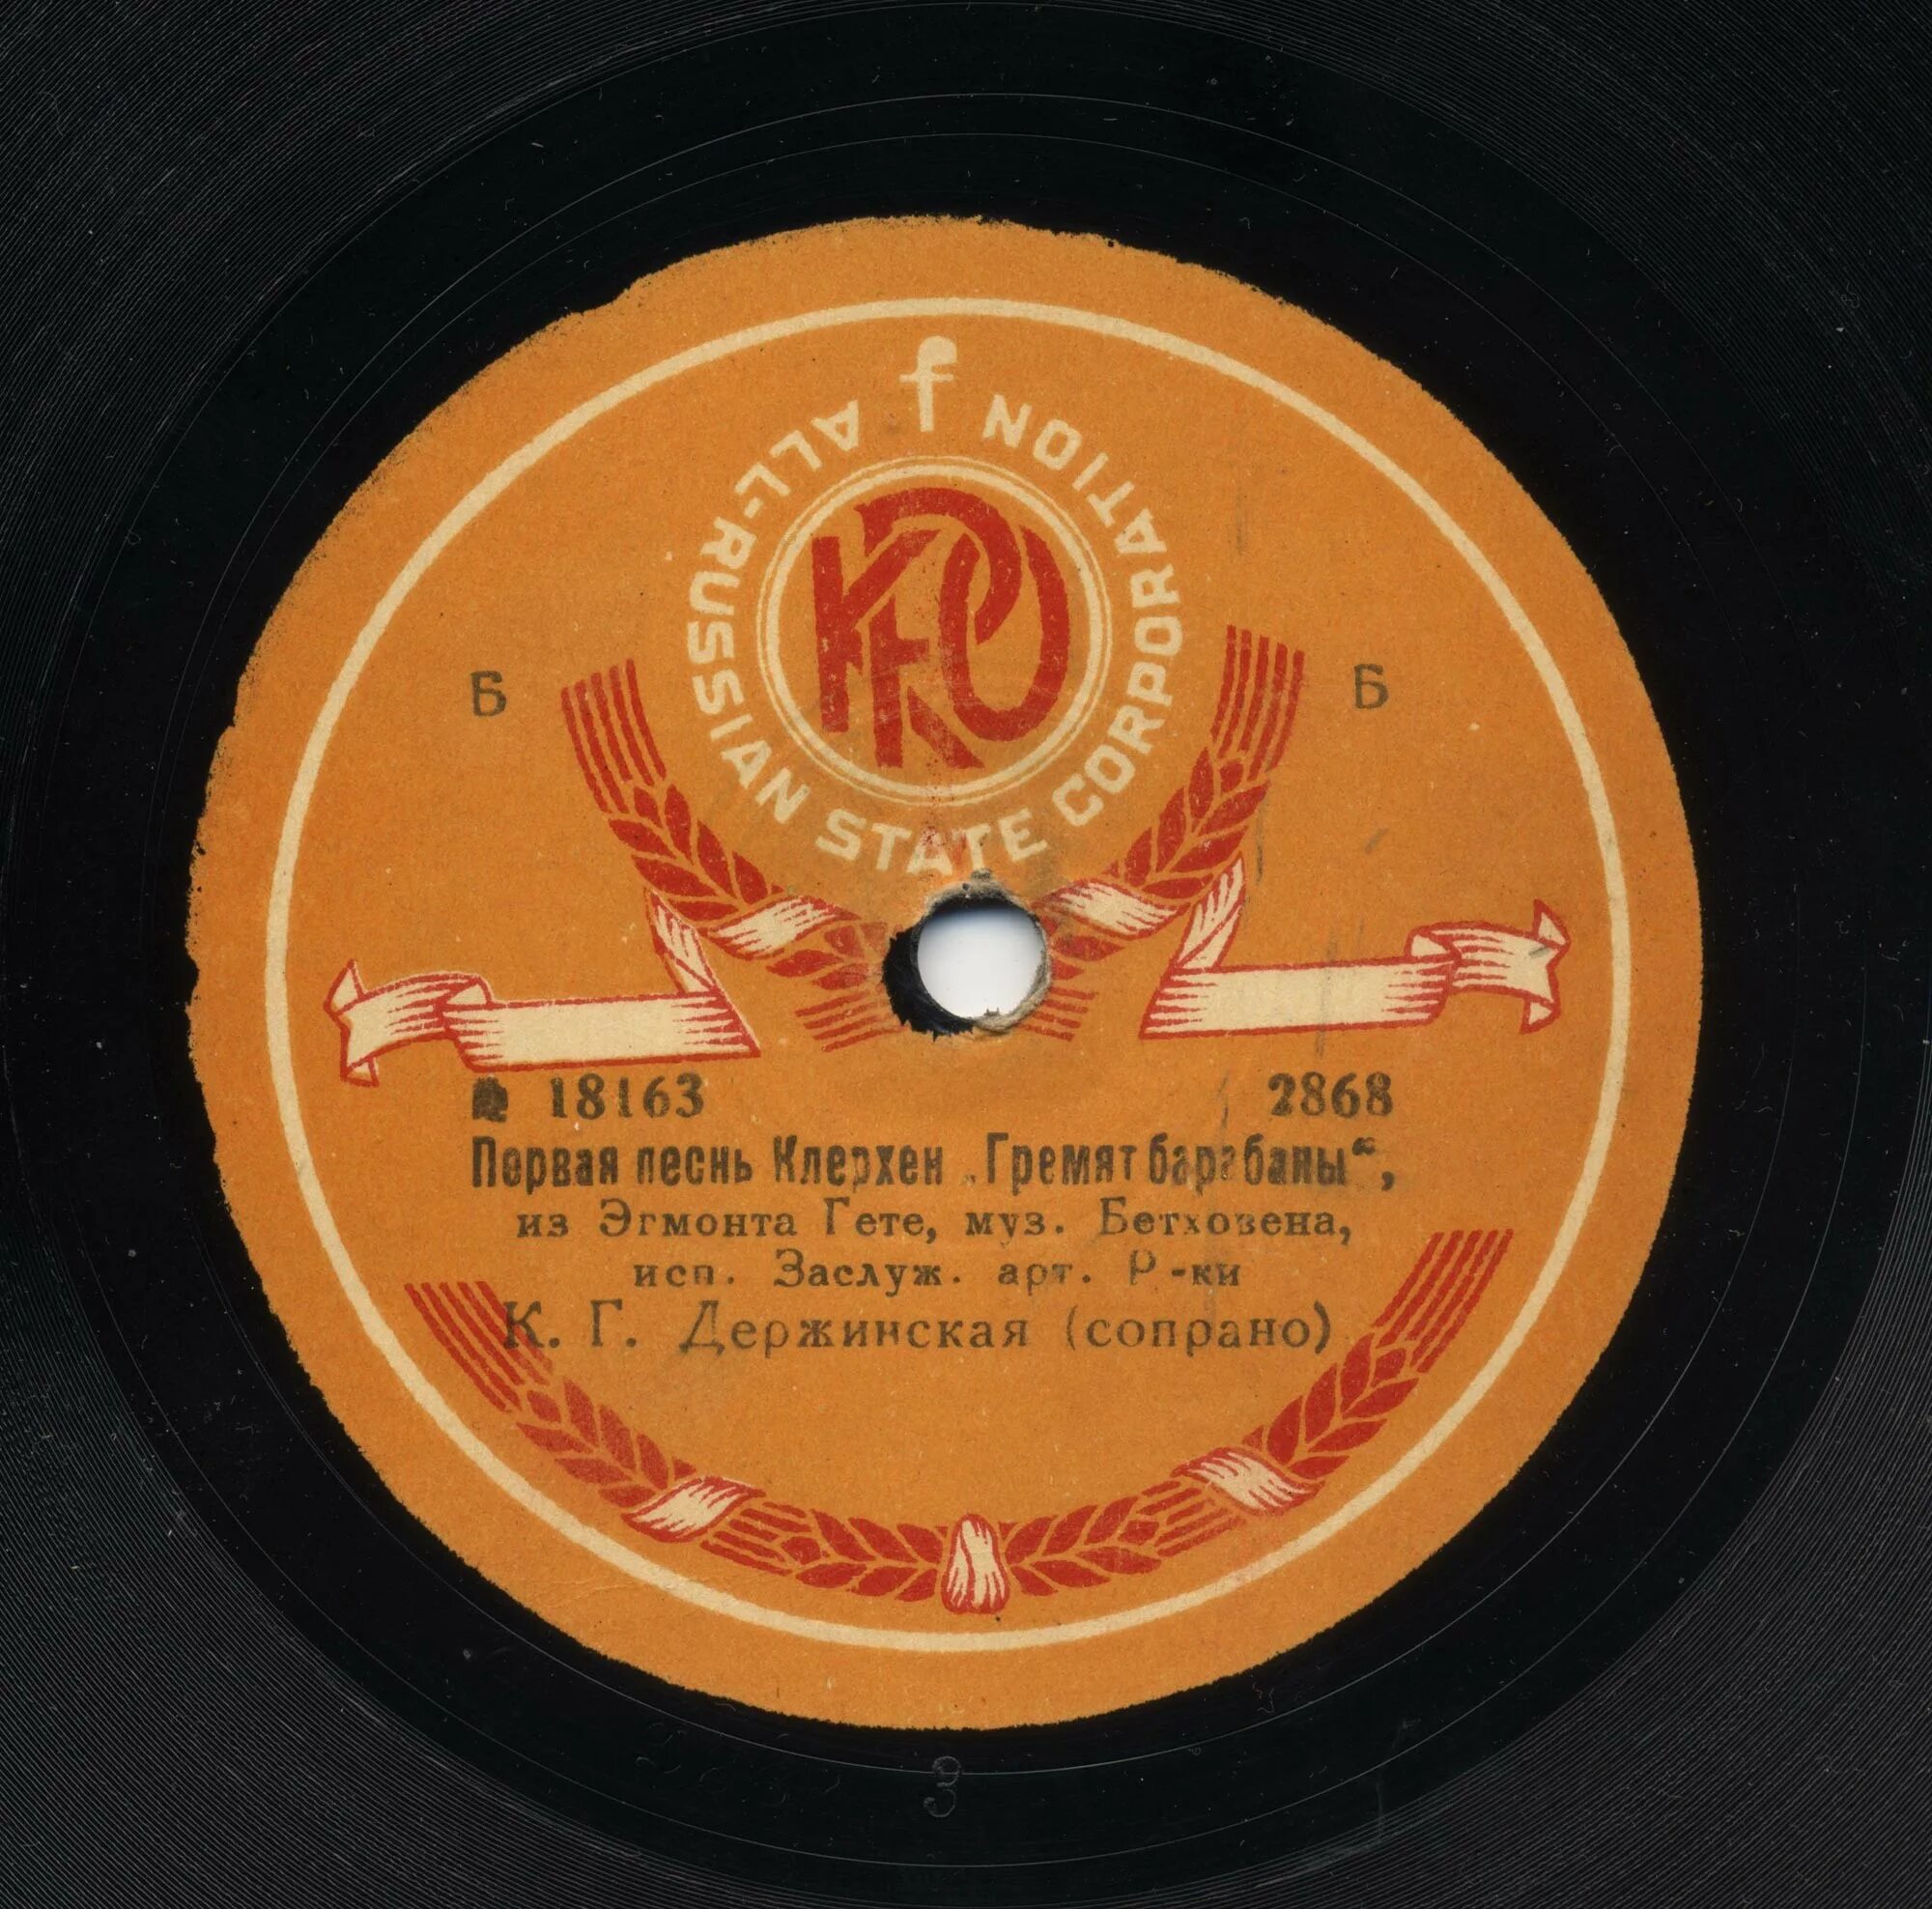 f
ALL-RUSSIAN STATE CORPORATION
Б Б
№ 18163 2868
Первая песнь Клерхен „Гремят барабаны“,
из Эгмонта Гете, муз. Бетховена,
исп. Заслуж. арт. Р-ки
К. Г. Держинская (сопрано)